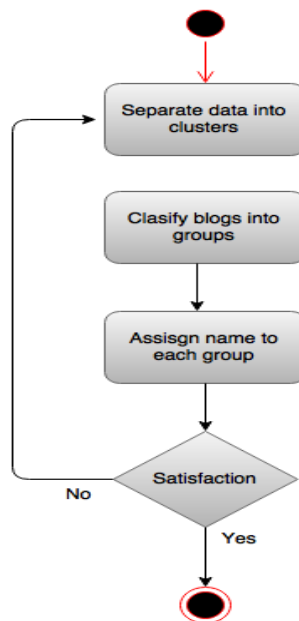 Separate data into
clusters
Clasify blogs into
groups
Assisgn name to
each group
Satisfaction
No
Yes